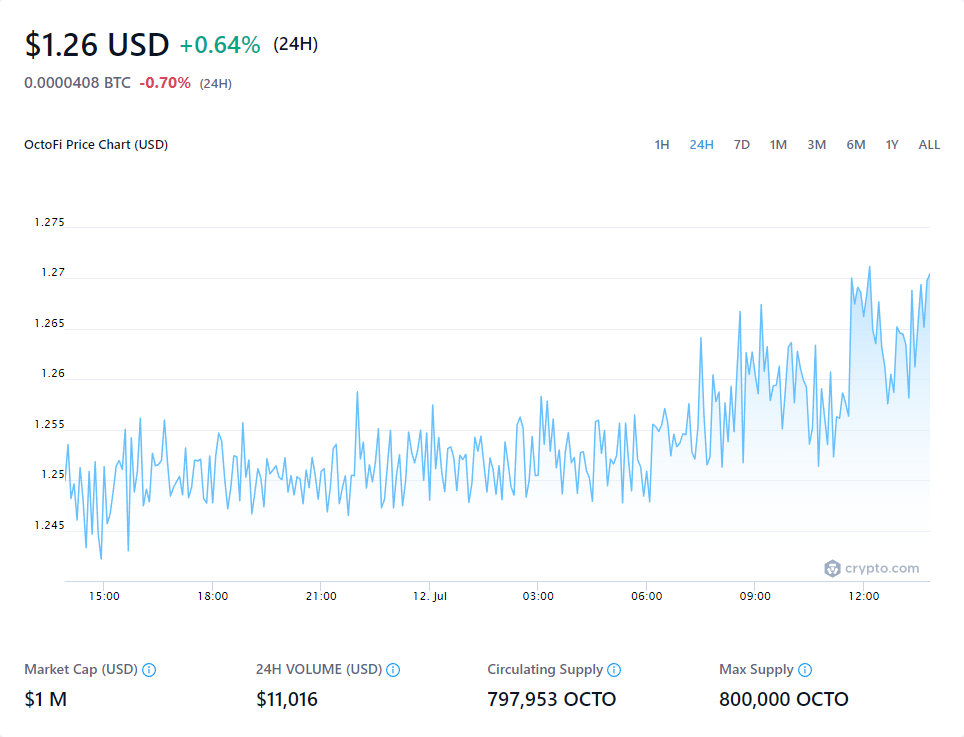 $1.26 USD +0.64% (24H)
0.0000408 BTC -0.70% (24H)
OctoFi Price Chart (USD) 1H 24H 7D 1M 3M 6M 1Y ALL
1.275
1.27
1.265
1.26
1.255
1.25
1.245
crypto.com
15:00 18:00 21:00 12. Jul 03:00 06:00 09:00 12:00
Market Cap (USD) 24H VOLUME (USD) Circulating Supply Max Supply
$1 M $11,016 797,953 OCTO 800,000 OCTO